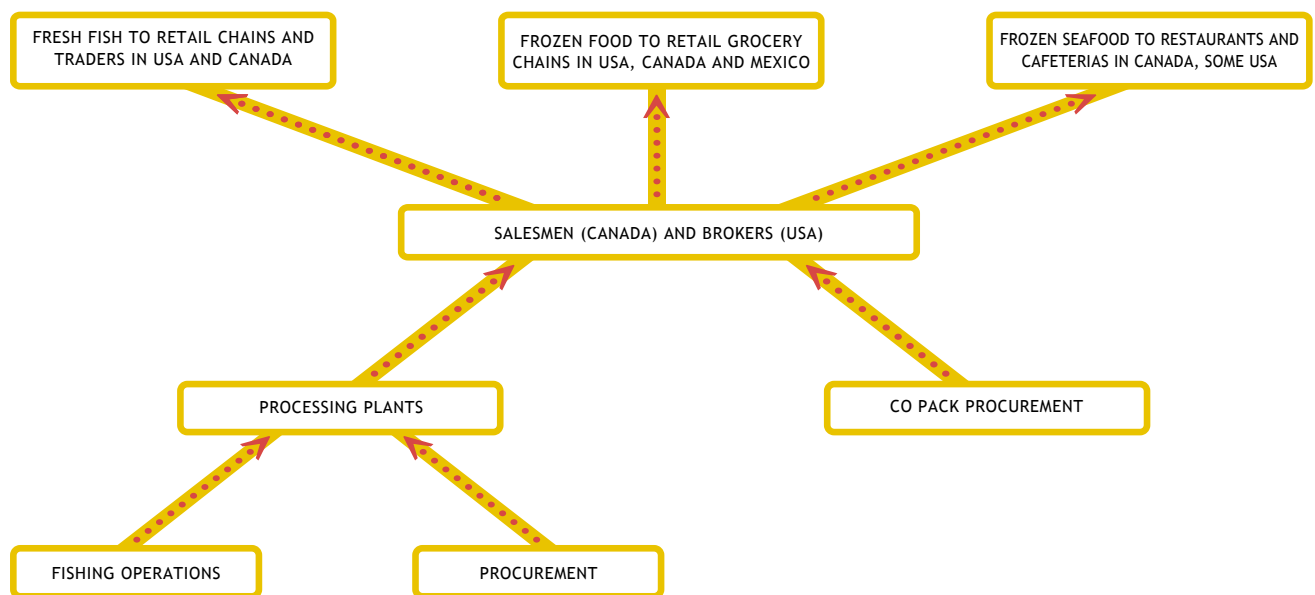 FRESH FISH TO RETAIL CHAINS AND
TRADERS IN USA AND CANADA
FROZEN FOOD TO RETAIL GROCERY
CHAINS IN USA, CANADA AND MEXICO
FROZEN SEAFOOD TO RESTAURANTS AND
CAFETERIAS IN CANADA, SOME USA
SALESMEN (CANADA) AND BROKERS (USA)
PROCESSING PLANTS
CO PACK PROCUREMENT
FISHING OPERATIONS
PROCUREMENT